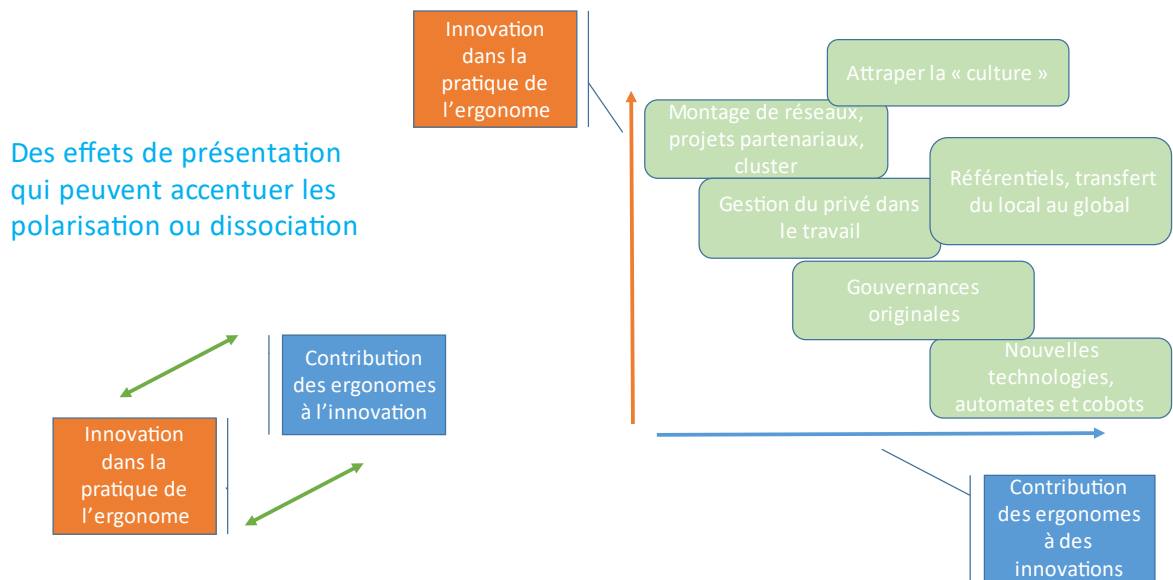 Innovation
dans la
pratique de
l'ergonome
Attraper la « culture »
Montage de réseaux,
projets partenariaux,
cluster
Des effets de présentation
qui peuvent accentuer les
polarisation ou dissociation
Référentiels, transfert
du local au global
Gestion du privé dans
le travail
Gouvernances
originales
Nouvelles
technologies,
automates et cobots
Contribution
des ergonomes
à l'innovation
Innovation
dans la
pratique de
l'ergonome
Contribution
des ergonomes
à des
innovations